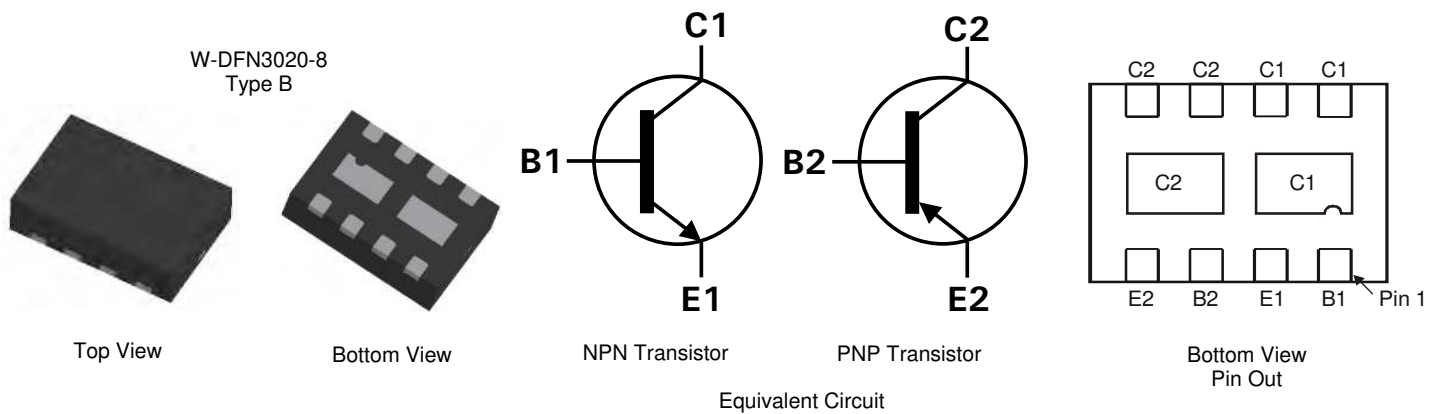 W-DFN3020-8
Type B
Top View
Bottom View
C1
B1
E1
NPN Transistor
C2
B2
E2
PNP Transistor
Equivalent Circuit
C2 C2 C1 C1
C2 C1
E2 B2 E1 B1 Pin 1
Bottom View
Pin Out